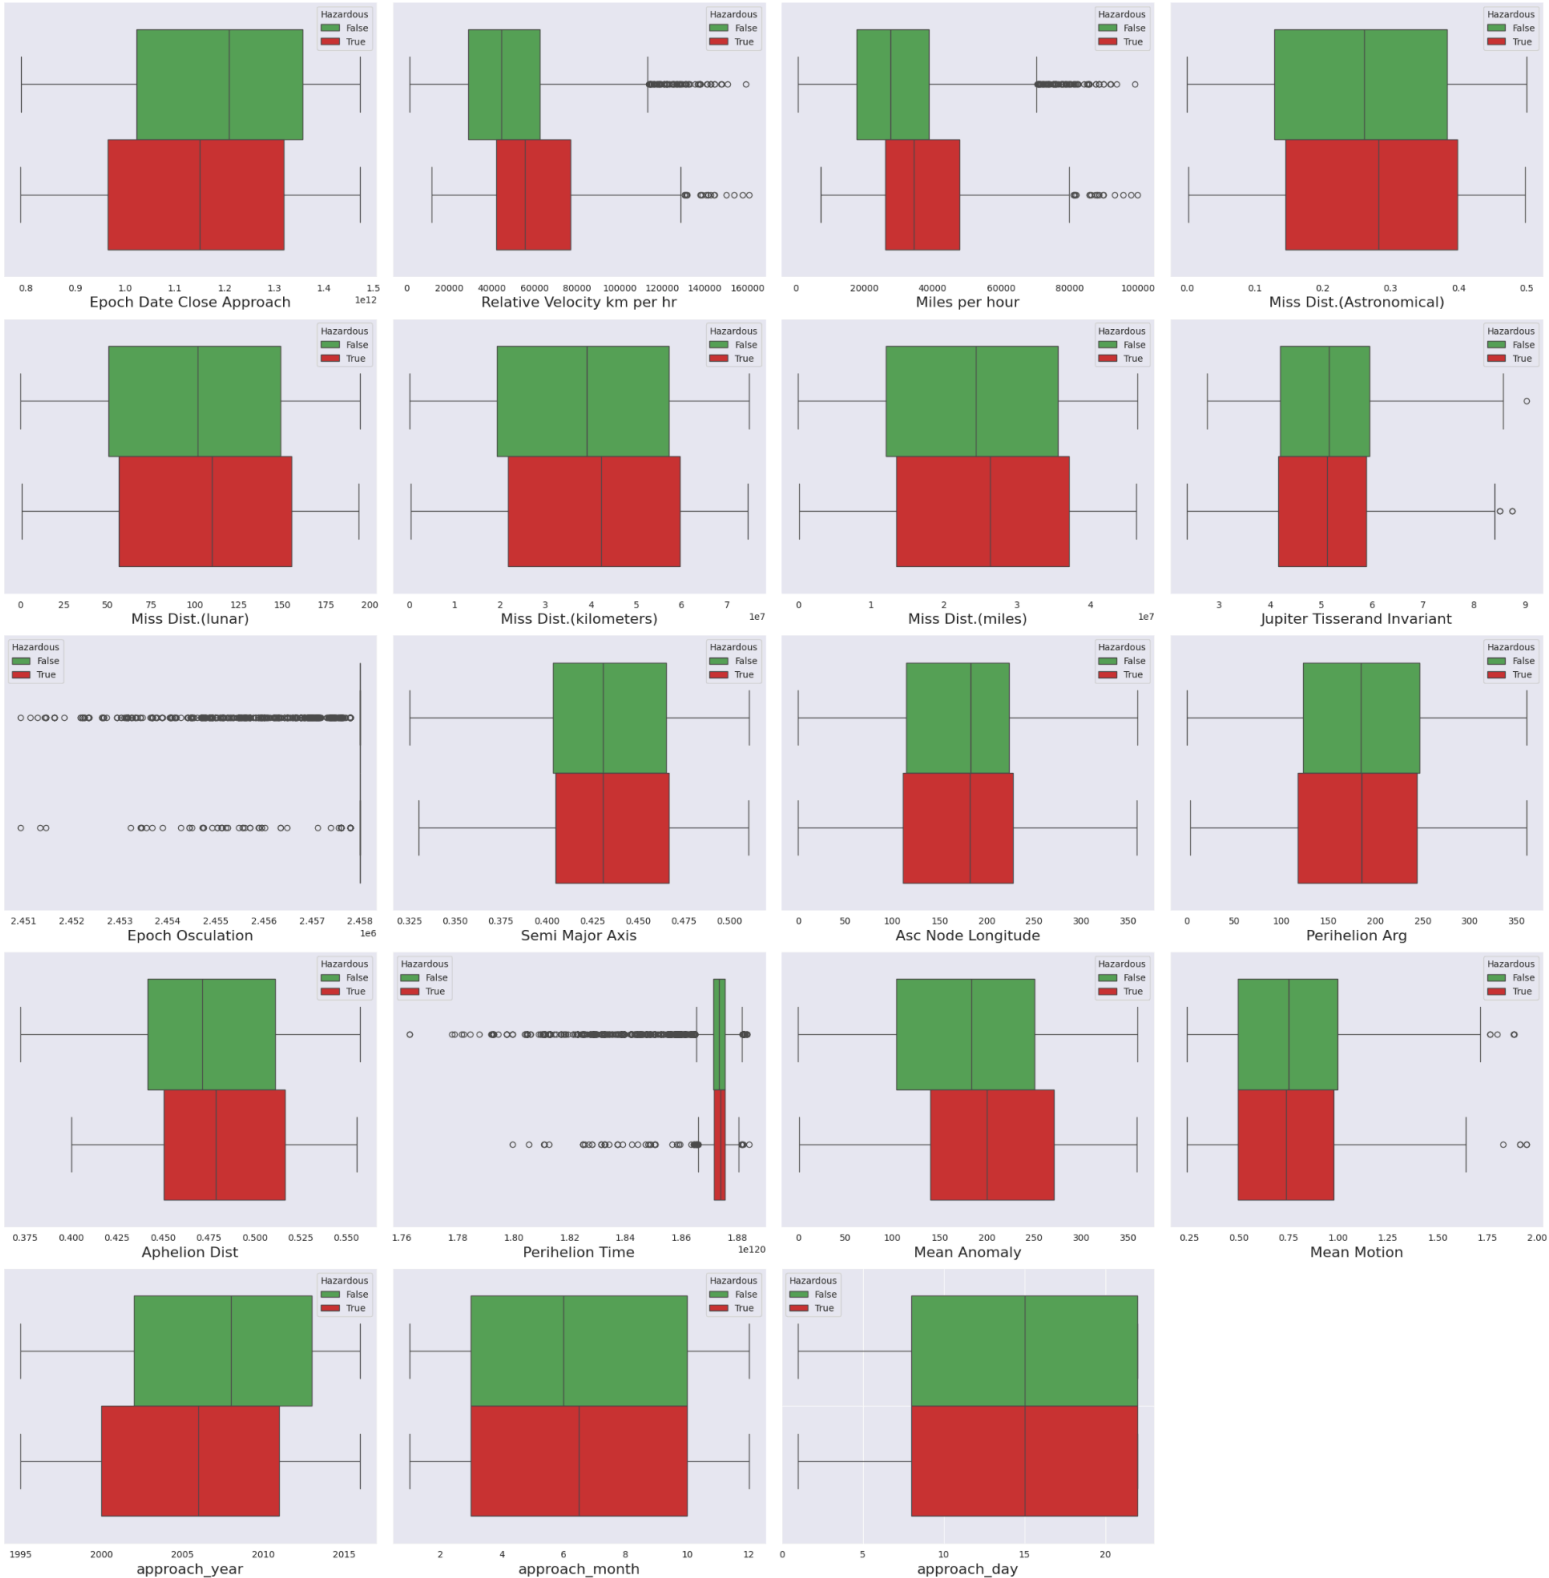 Hazardous
False
True
0.8 0.9 1.0 1.1 1.2 1.3 1.4 1.5
1e12
Epoch Date Close Approach
Hazardous
False
True
0 20000 40000 60000 80000 100000 120000 140000 160000
Relative Velocity km per hr
Hazardous
False
True
0 20000 40000 60000 80000 100000
Miles per hour
Hazardous
False
True
0.0 0.1 0.2 0.3 0.4 0.5
Miss Dist.(Astronomical)
Hazardous
False
True
0 25 50 75 100 125 150 175 200
Miss Dist.(lunar)
Hazardous
False
True
0 1 2 3 4 5 6 7
1e7
Miss Dist.(kilometers)
Hazardous
False
True
0 1 2 3 4
1e7
Miss Dist.(miles)
Hazardous
False
True
3 4 5 6 7 8 9
Jupiter Tisserand Invariant
Hazardous
False
True
2.451 2.452 2.453 2.454 2.455 2.456 2.457 2.458
1e6
Epoch Osculation
Hazardous
False
True
0.325 0.350 0.375 0.400 0.425 0.450 0.475 0.500
Semi Major Axis
Hazardous
False
True
0 50 100 150 200 250 300 350
Asc Node Longitude
Hazardous
False
True
0 50 100 150 200 250 300 350
Perihelion Arg
Hazardous
False
True
0.375 0.400 0.425 0.450 0.475 0.500 0.525 0.550
Aphelion Dist
Hazardous
False
True
1.76 1.78 1.80 1.82 1.84 1.86 1.88
1e120
Perihelion Time
Hazardous
False
True
0 50 100 150 200 250 300 350
Mean Anomaly
Hazardous
False
True
0.25 0.50 0.75 1.00 1.25 1.50 1.75 2.00
Mean Motion
Hazardous
False
True
1995 2000 2005 2010 2015
approach_year
Hazardous
False
True
2 4 6 8 10 12
approach_month
Hazardous
False
True
0 5 10 15 20
approach_day